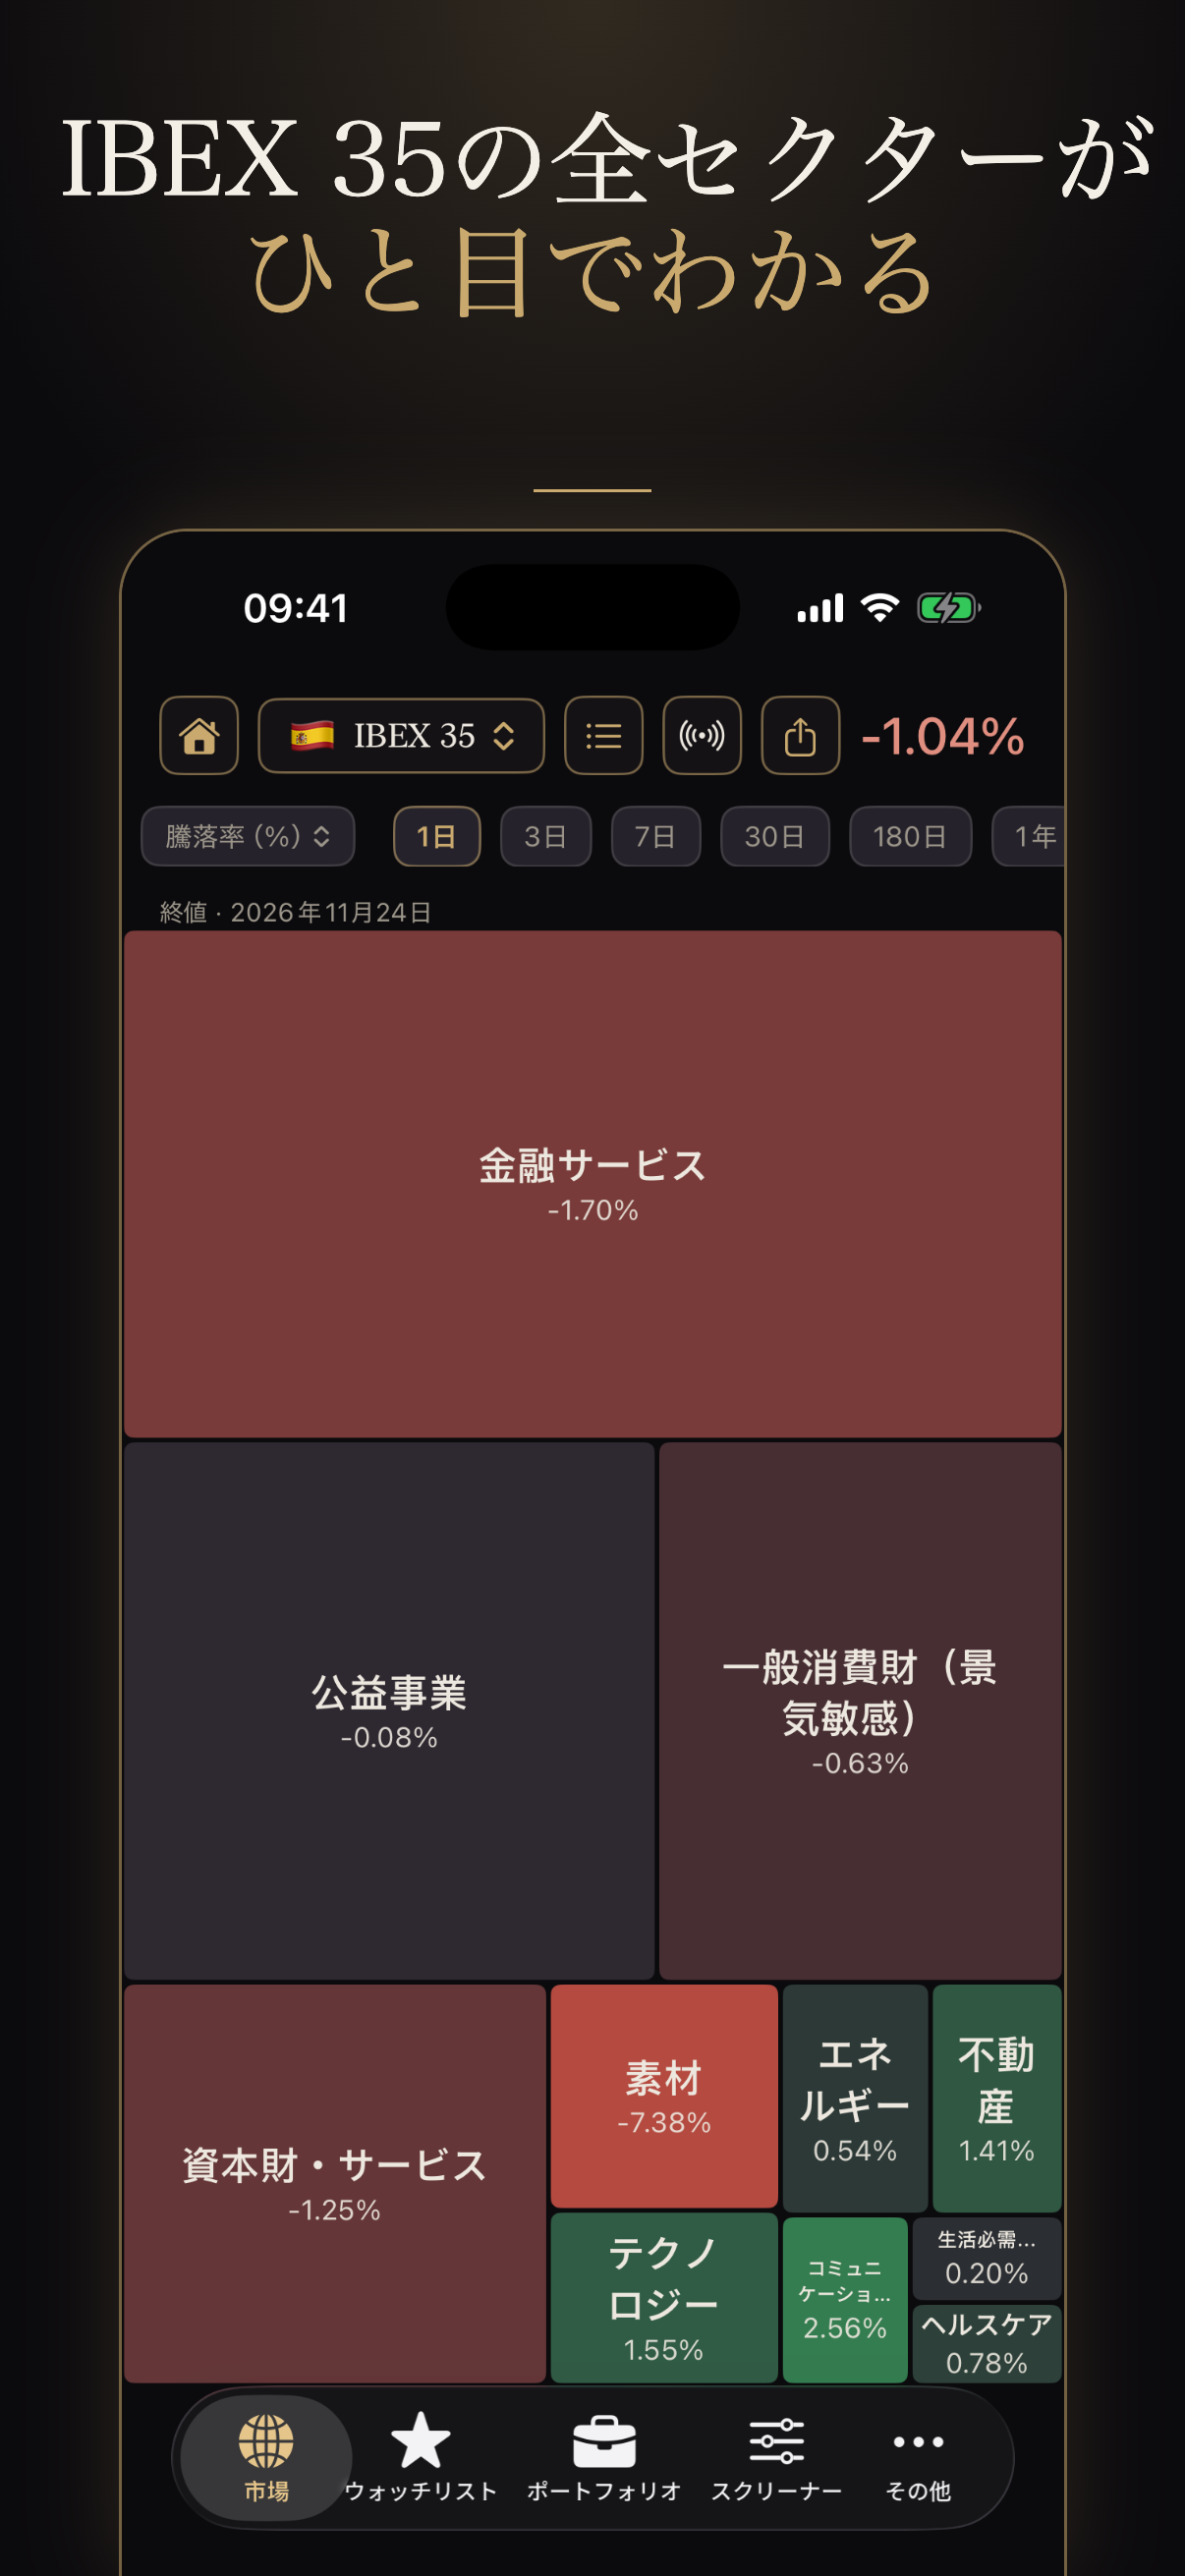 IBEX 35の全セクターが
ひと目でわかる
09:41
IBEX 35
-1.04%
騰落率 (%)
1日
3日
7日
30日
180日
1年
終値 · 2026年11月24日
金融サービス
-1.70%
公益事業
-0.08%
一般消費財（景
気敏感）
-0.63%
資本財・サービス
-1.25%
素材
-7.38%
エネ
ルギー
0.54%
不動
産
1.41%
テクノ
ロジー
1.55%
コミュニ
ケーショ...
2.56%
生活必需...
0.20%
ヘルスケア
0.78%
市場
ウォッチリスト
ポートフォリオ
スクリーナー
その他